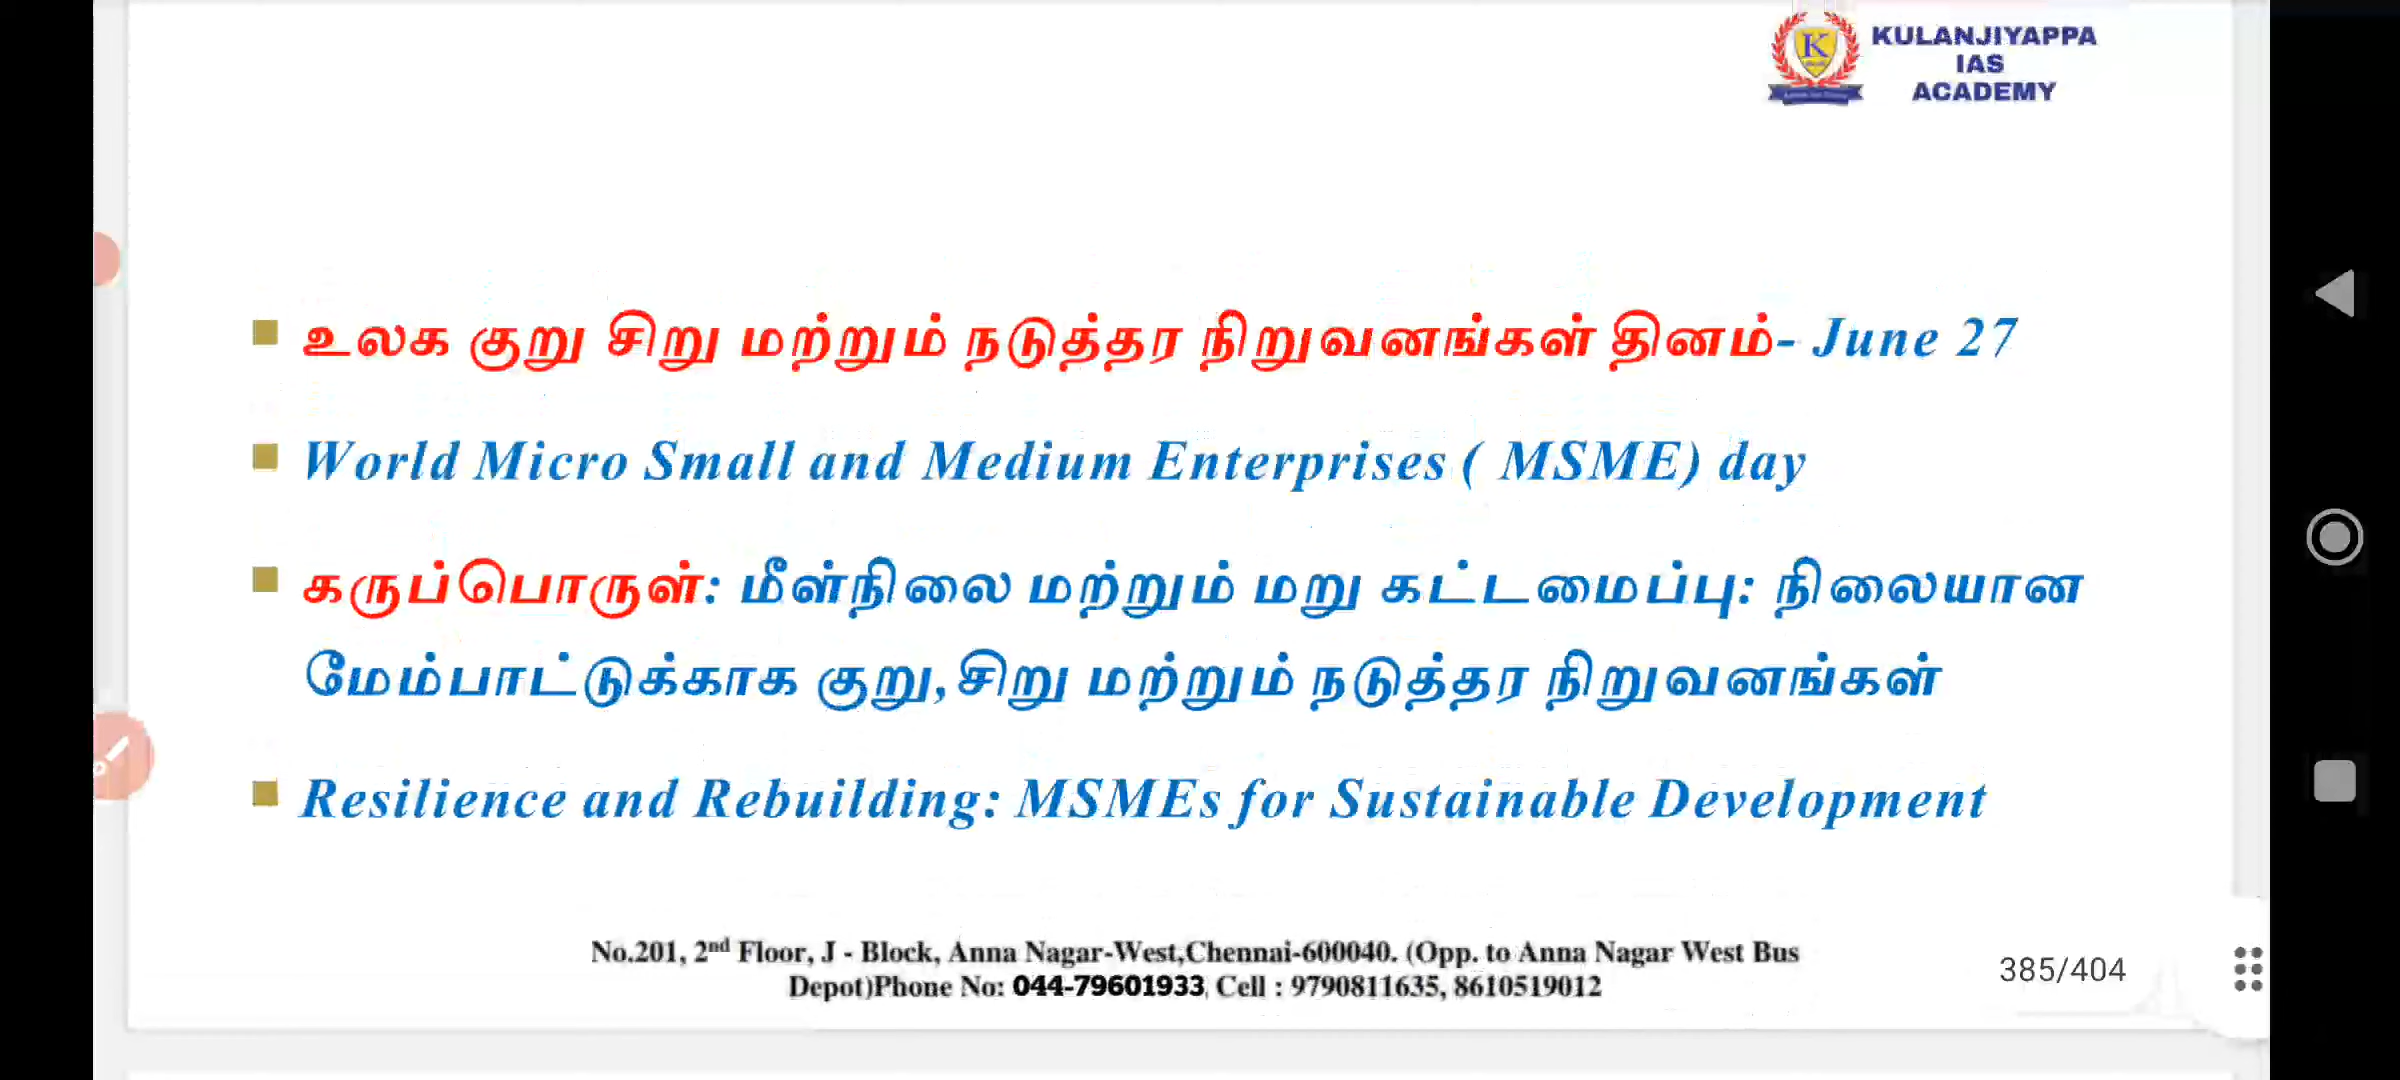 KULANJIYAPPA
IAS
ACADEMY
உலக குறு சிறு மற்றும் நடுத்தர நிறுவனங்கள் தினம்- June 27
World Micro Small and Medium Enterprises ( MSME) day
கருப்பொருள்: மீள்நிலை மற்றும் மறு கட்டமைப்பு: நிலையான
மேம்பாட்டுக்காக குறு,சிறு மற்றும் நடுத்தர நிறுவனங்கள்
Resilience and Rebuilding: MSMEs for Sustainable Development
No.201, 2nd Floor, J - Block, Anna Nagar-West,Chennai-600040. (Opp. to Anna Nagar West Bus
Depot)Phone No: 044-79601933, Cell : 9790811635, 8610519012
385/404